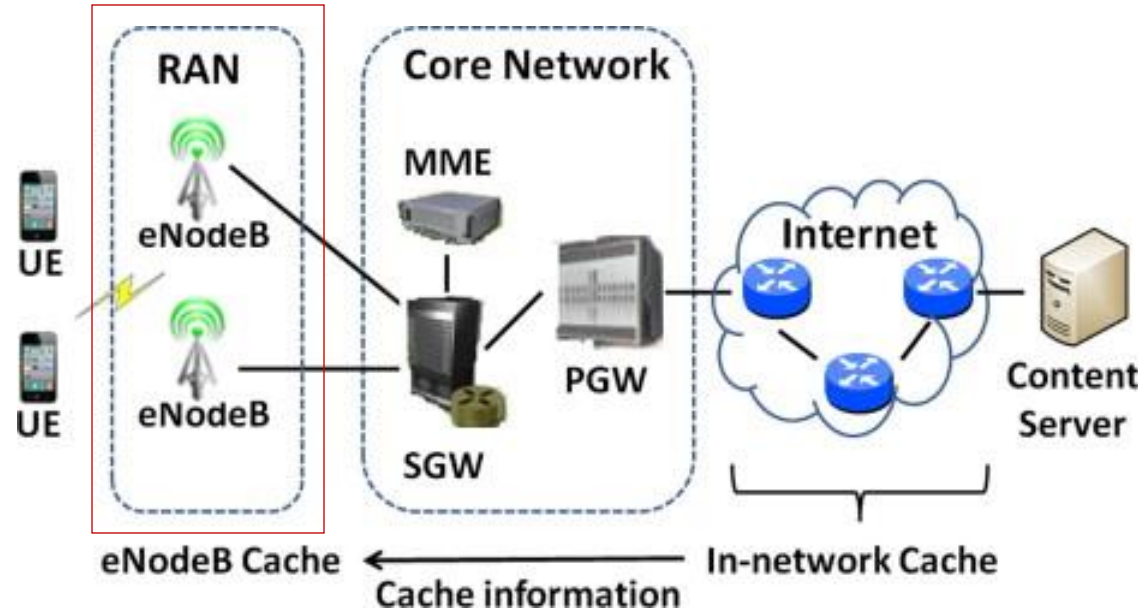 RAN
Core Network
MME
eNodeB
UE
Internet
eNodeB
UE
PGW
SGW
Content
Server
eNodeB Cache
In-network Cache
Cache information